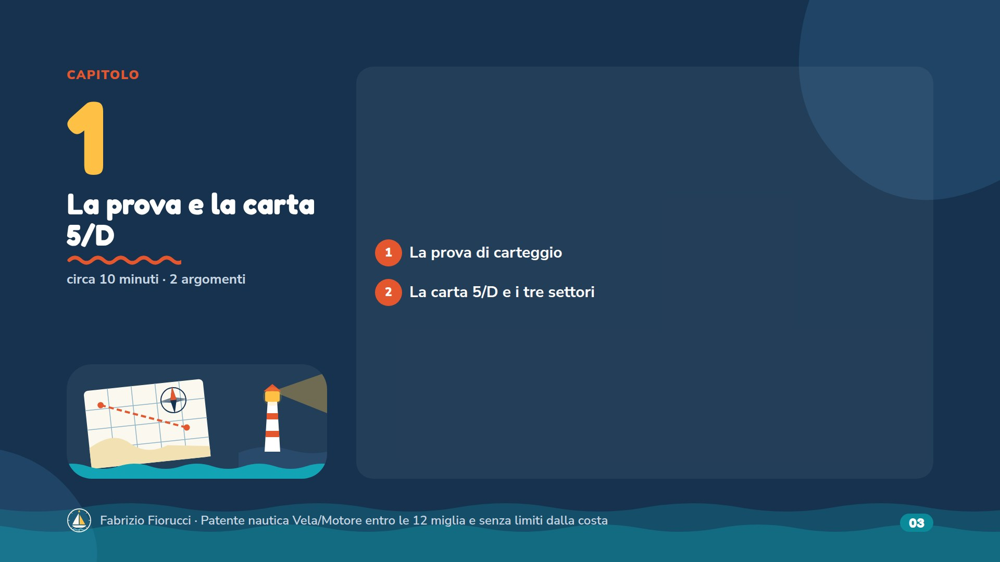 CAPITOLO
1
La prova e la carta
5/D
circa 10 minuti · 2 argomenti
1 La prova di carteggio
2 La carta 5/D e i tre settori
Fabrizio Fiorucci · Patente nautica Vela/Motore entro le 12 miglia e senza limiti dalla costa
03